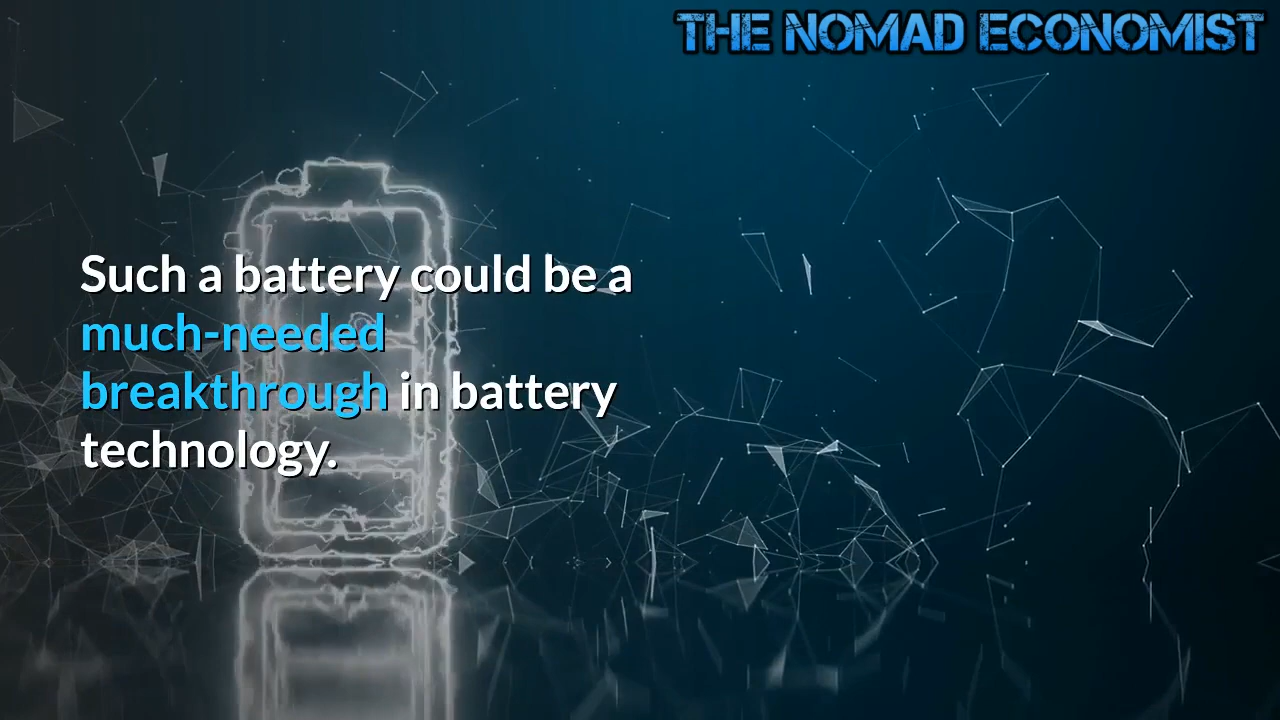 THE NOMAD ECONOMIST
Such a battery could be a
much-needed
breakthrough in battery
technology.